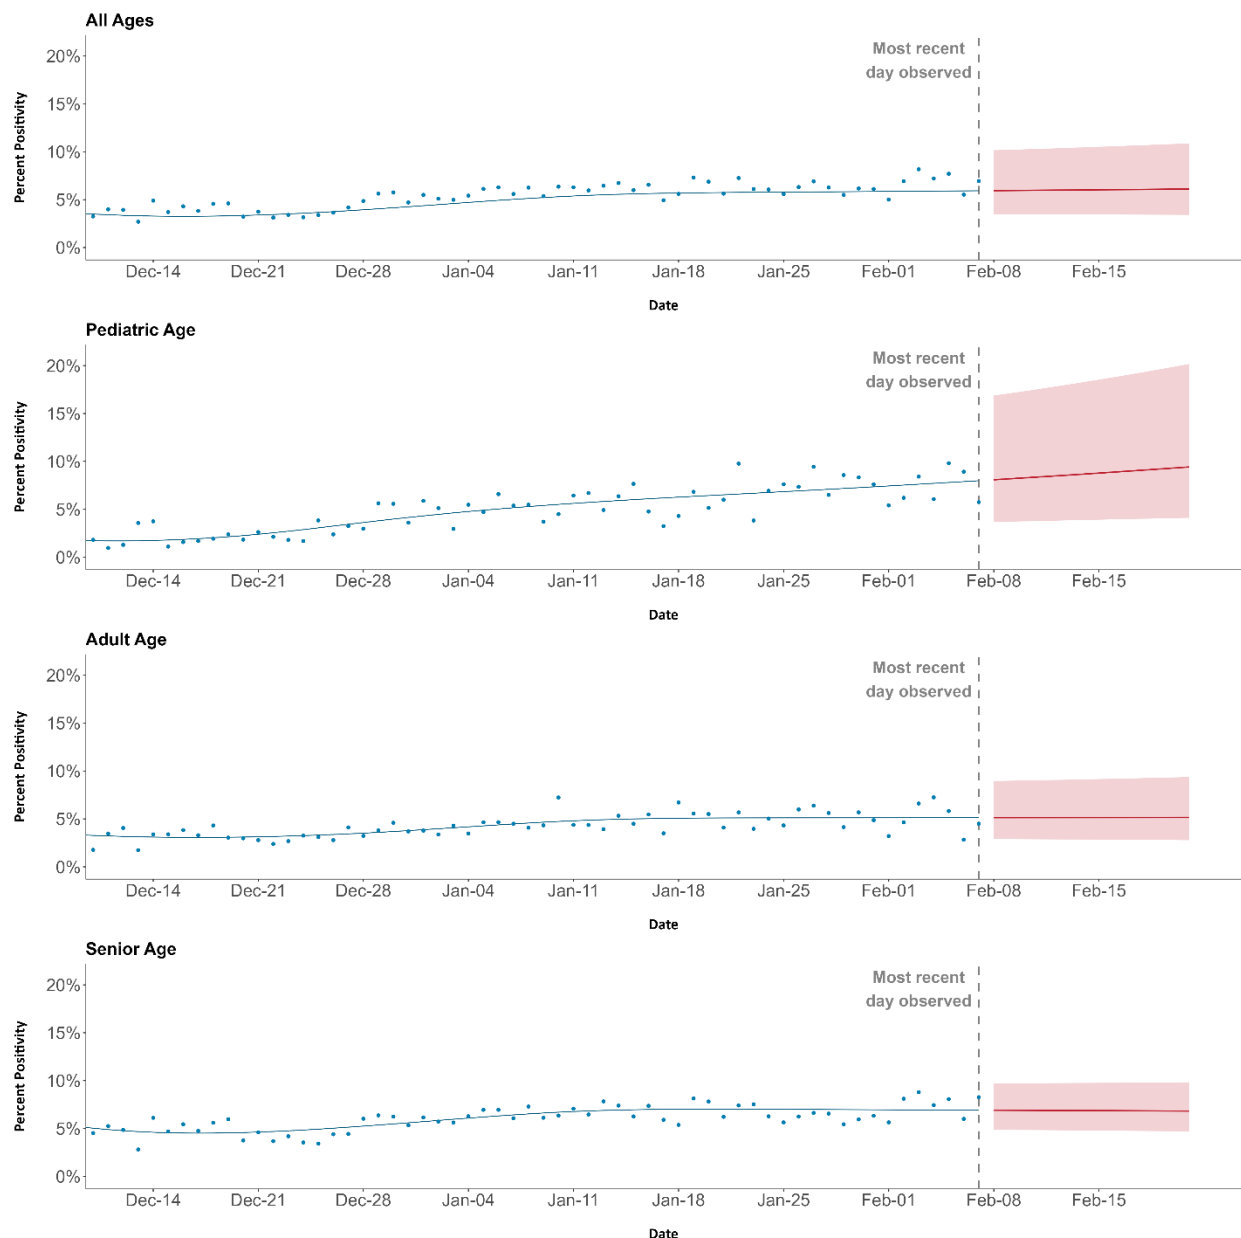 All Ages
Percent Positivity
20%
15%
10%
5%
0%
Most recent
day observed
Dec-14 Dec-21 Dec-28 Jan-04 Jan-11 Jan-18 Jan-25 Feb-01 Feb-08 Feb-15
Date
Pediatric Age
Percent Positivity
20%
15%
10%
5%
0%
Most recent
day observed
Dec-14 Dec-21 Dec-28 Jan-04 Jan-11 Jan-18 Jan-25 Feb-01 Feb-08 Feb-15
Date
Adult Age
Percent Positivity
20%
15%
10%
5%
0%
Most recent
day observed
Dec-14 Dec-21 Dec-28 Jan-04 Jan-11 Jan-18 Jan-25 Feb-01 Feb-08 Feb-15
Date
Senior Age
Percent Positivity
20%
15%
10%
5%
0%
Most recent
day observed
Dec-14 Dec-21 Dec-28 Jan-04 Jan-11 Jan-18 Jan-25 Feb-01 Feb-08 Feb-15
Date